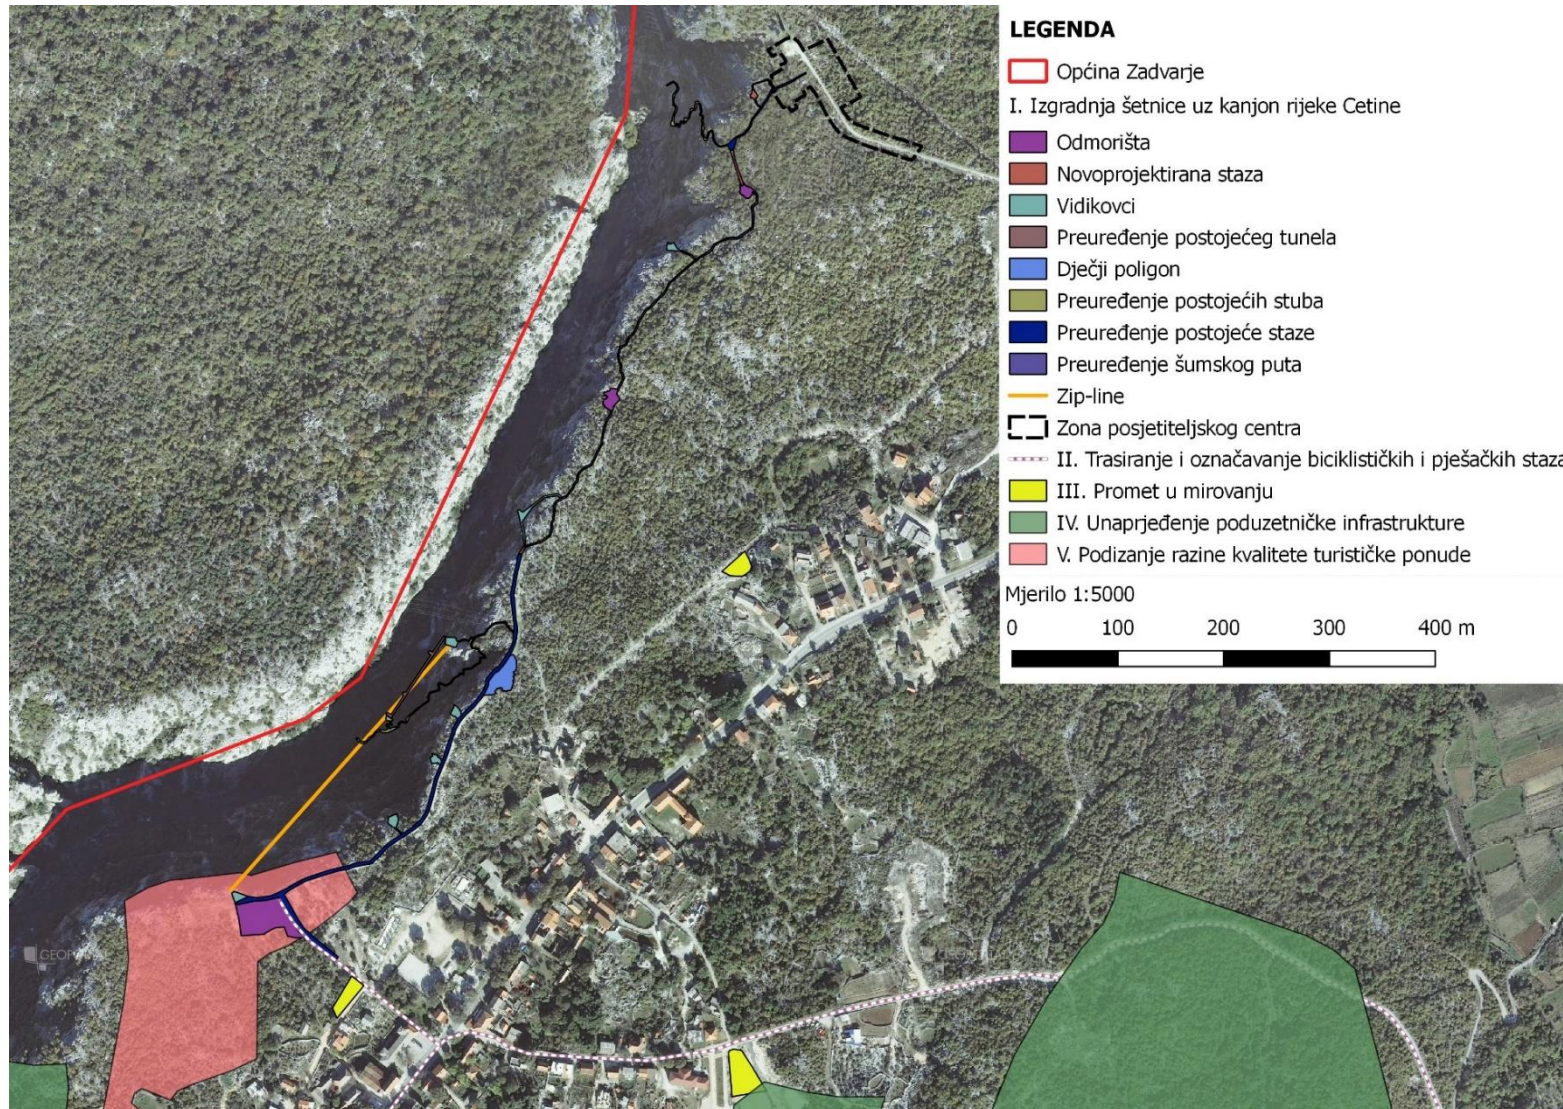 LEGENDA
Općina Zadvarje
I. Izgradnja šetnice uz kanjon rijeke Cetine
Odmorišta
Novoprojektirana staza
Vidikovci
Preuređenje postojećeg tunela
Dječji poligon
Preuređenje postojećih stuba
Preuređenje postojeće staze
Preuređenje šumskog puta
Zip-line
Zona posjetiteljskog centra
II. Trasiranje i označavanje biciklističkih i pješačkih staza
III. Promet u mirovanju
IV. Unaprjeđenje poduzetničke infrastrukture
V. Podizanje razine kvalitete turističke ponude
Mjerilo 1:5000
0 100 200 300 400 m